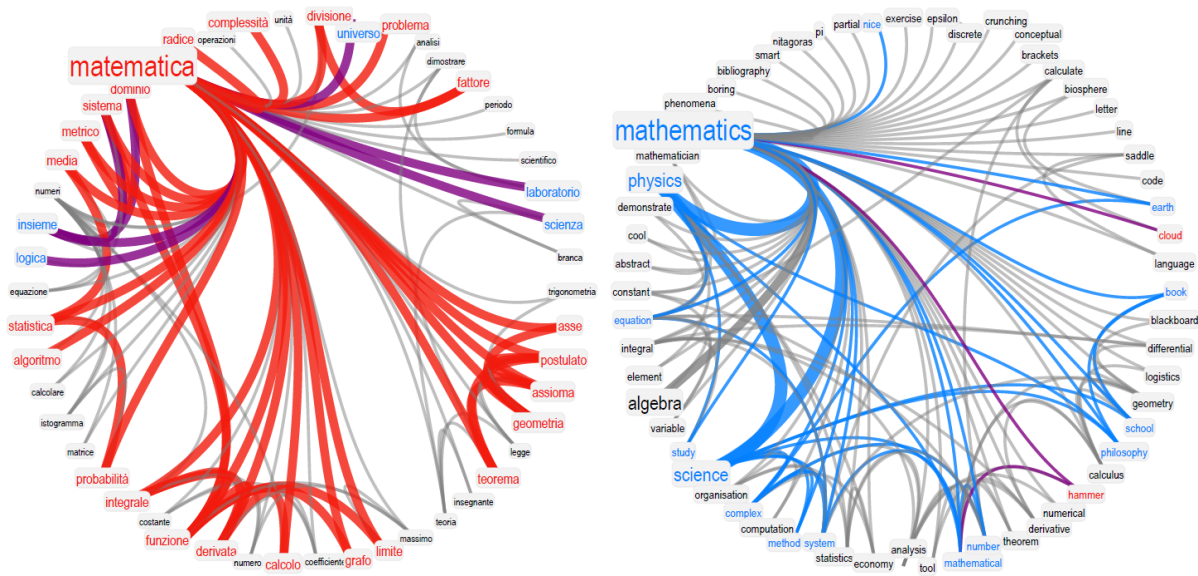 complessità
unità
divisione
universo
problema
radice
operazioni
analisi
dimostrare
matematica
fattore
dominio
sistema
periodo
metrico
formula
media
scientifico
numeri
laboratorio
insieme
scienza
logica
branca
equazione
trigonometria
statistica
asse
algoritmo
postulato
calcolare
assioma
istogramma
geometria
matrice
legge
probabilità
teorema
integrale
insegnante
costante
teoria
funzione
massimo
derivata
limite
numero
calcolo
coefficiente
grafo
pi
partial
nice
exercise
epsilon
crunching
discrete
conceptual
nitagoras
smart
brackets
bibliography
calculate
boring
biosphere
phenomena
letter
mathematics
line
mathematician
saddle
physics
code
demonstrate
earth
cool
cloud
abstract
language
constant
book
equation
blackboard
integral
differential
element
logistics
algebra
geometry
variable
school
study
philosophy
science
calculus
organisation
hammer
complex
numerical
computation
derivative
method
system
theorem
statistics
number
economy
analysis
mathematical
tool